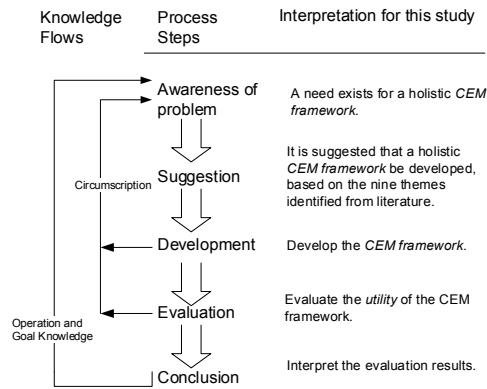 Knowledge
Flows
Process
Steps
Interpretation for this study
Awareness of
problem
A need exists for a holistic CEM
framework.
Circumscription
Suggestion
It is suggested that a holistic
CEM framework be developed,
based on the nine themes
identified from literature.
Development
Develop the CEM framework.
Evaluation
Evaluate the utility of the CEM
framework.
Operation and
Goal Knowledge
Conclusion
Interpret the evaluation results.